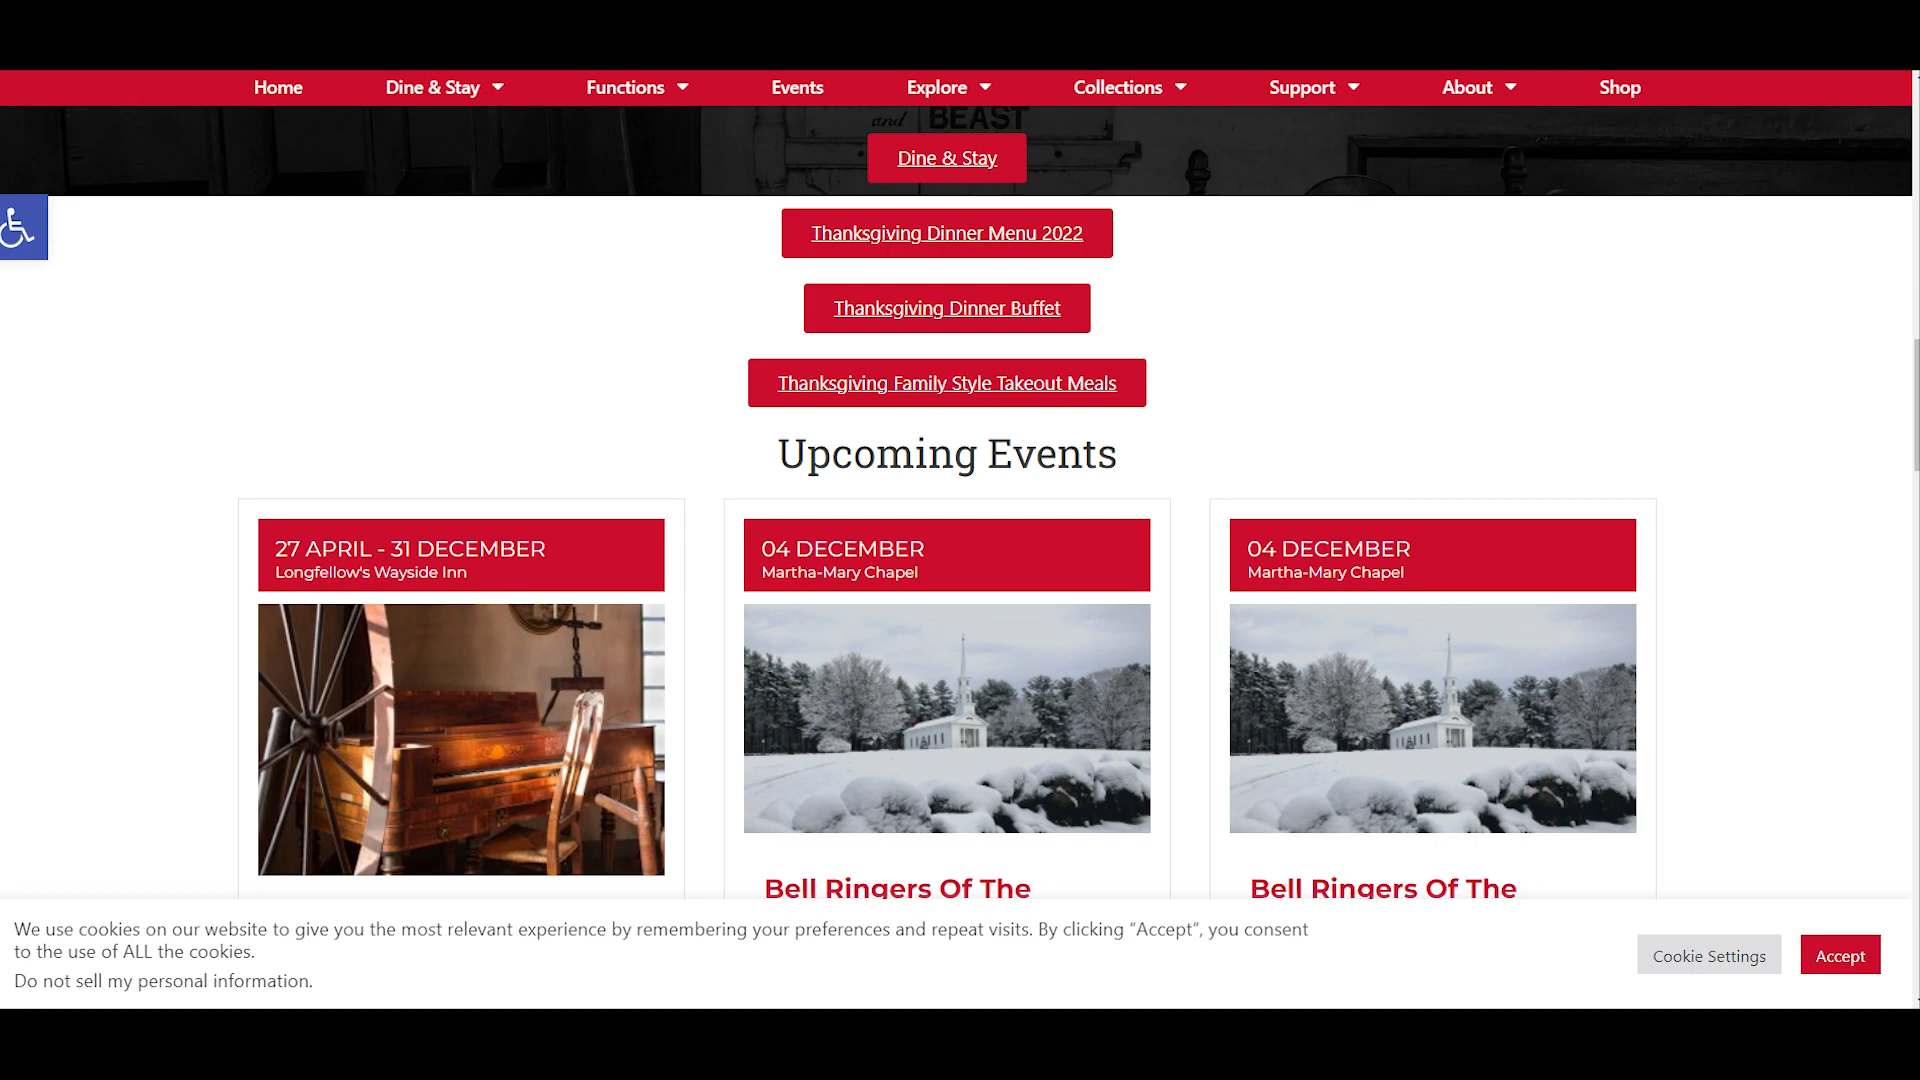 Home Dine & Stay Functions Events Explore Collections Support About Shop
and BEAST
Dine & Stay
Thanksgiving Dinner Menu 2022
Thanksgiving Dinner Buffet
Thanksgiving Family Style Takeout Meals
Upcoming Events
27 APRIL - 31 DECEMBER
Longfellow's Wayside Inn
04 DECEMBER
Martha-Mary Chapel
04 DECEMBER
Martha-Mary Chapel
Bell Ringers Of The
Bell Ringers Of The
We use cookies on our website to give you the most relevant experience by remembering your preferences and repeat visits. By clicking “Accept”, you consent
to the use of ALL the cookies.
Do not sell my personal information.
Cookie Settings
Accept